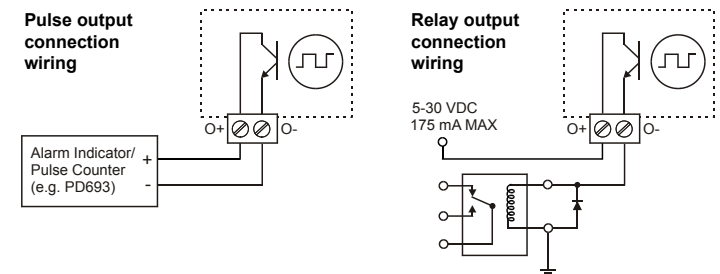 Pulse output
connection
wiring
O+
O-
Alarm Indicator/
Pulse Counter
(e.g. PD693)
+
-
Relay output
connection
wiring
5-30 VDC
175 mA MAX
O+
O-